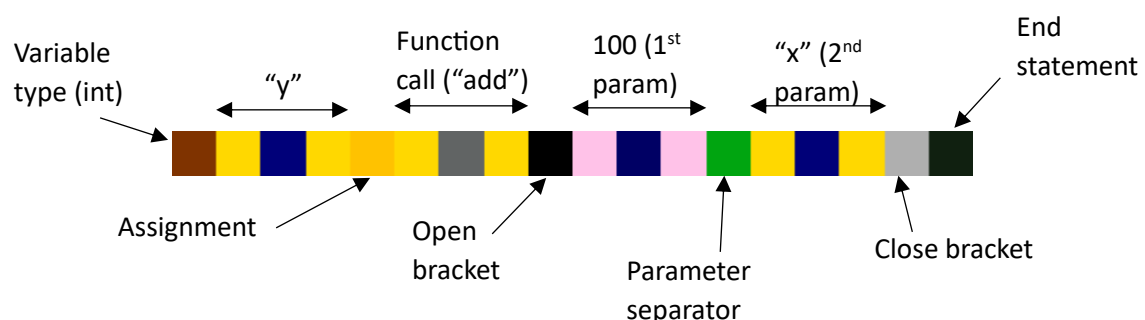 Variable
type (int)
“y”
Function
call (“add”)
100 (1st
param)
“x” (2nd
param)
End
statement
Assignment
Open
bracket
Parameter
separator
Close bracket